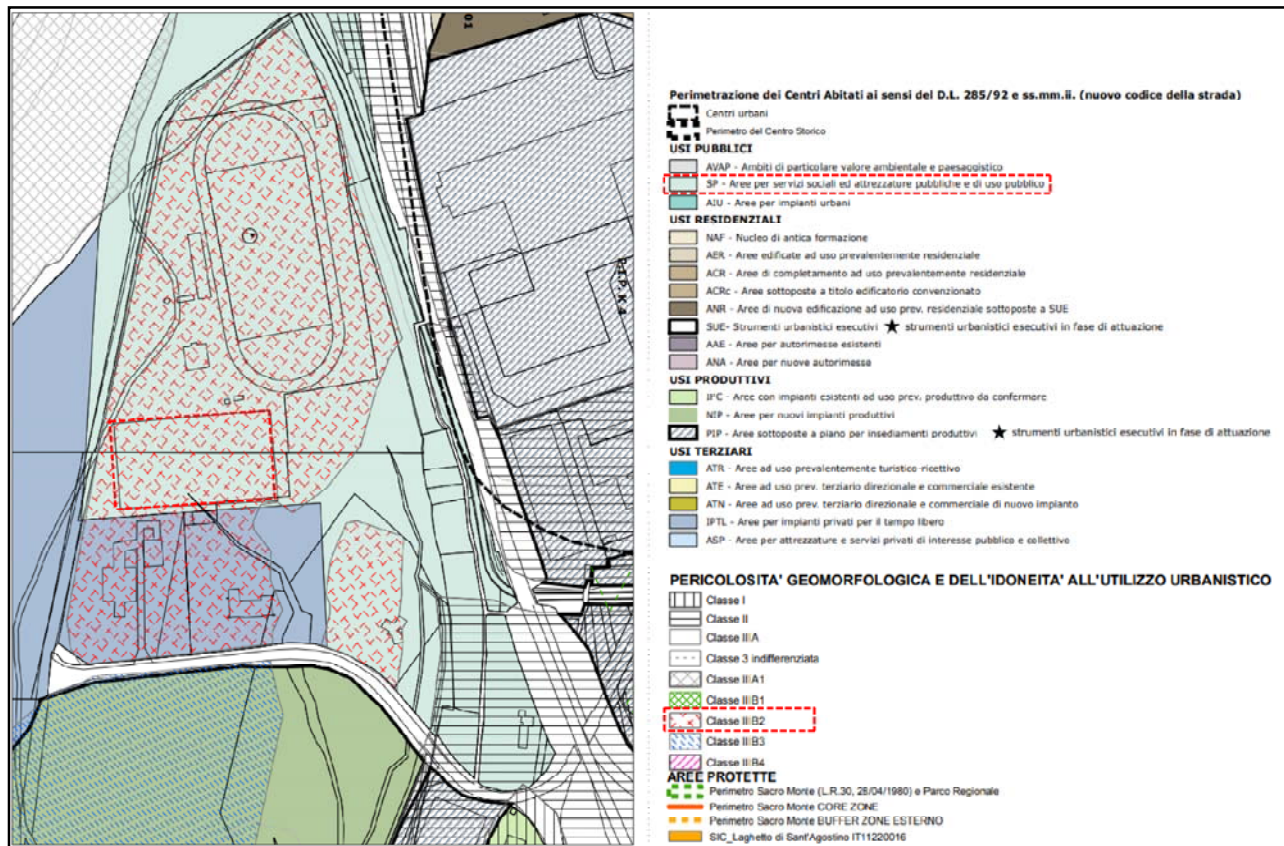 01
P.I.P. K 4
Perimetrazione dei Centri Abitati ai sensi del D.L. 285/92 e ss.mm.ii. (nuovo codice della strada)
Centri urbani
Perimetro del Centro Storico
USI PUBBLICI
AVAP - Ambiti di particolare valore ambientale e paesaggistico
SP - Aree per servizi sociali ed attrezzature pubbliche e di uso pubblico
AIU - Aree per impianti urbani
USI RESIDENZIALI
NAF - Nucleo di antica formazione
AER - Aree edificate ad uso prevalentemente residenziale
ACR - Aree di completamento ad uso prevalentemente residenziale
ACRc - Aree sottoposte a titolo edificatorio convenzionato
ANR - Aree di nuova edificazione ad uso prev. residenziale sottoposte a SUE
SUE- Strumenti urbanistici esecutivi ★ strumenti urbanistici esecutivi in fase di attuazione
AAE - Aree per autorimesse esistenti
ANA - Aree per nuove autorimesse
USI PRODUTTIVI
IPC - Aree con impianti esistenti ad uso prev. produttivo da confermare
NIP - Aree per nuovi impianti produttivi
PIP - Aree sottoposte a piano per insediamenti produttivi ★ strumenti urbanistici esecutivi in fase di attuazione
USI TERZIARI
ATR - Aree ad uso prevalentemente turistico-ricettivo
ATE - Aree ad uso prev. terziario direzionale e commerciale esistente
ATN - Aree ad uso prev. terziario direzionale e commerciale di nuovo impianto
IPTL - Aree per impianti privati per il tempo libero
ASP - Aree per attrezzature e servizi privati di interesse pubblico e collettivo
PERICOLOSITA' GEOMORFOLOGICA E DELL'IDONEITA' ALL'UTILIZZO URBANISTICO
Classe I
Classe II
Classe IIIA
Classe 3 indifferenziata
Classe IIIA1
Classe IIIB1
Classe IIIB2
Classe IIIB3
Classe IIIB4
AREE PROTETTE
Perimetro Sacro Monte (L.R.30, 28/04/1980) e Parco Regionale
Perimetro Sacro Monte CORE ZONE
Perimetro Sacro Monte BUFFER ZONE ESTERNO
SIC_Laghetto di Sant'Agostino IT11220016